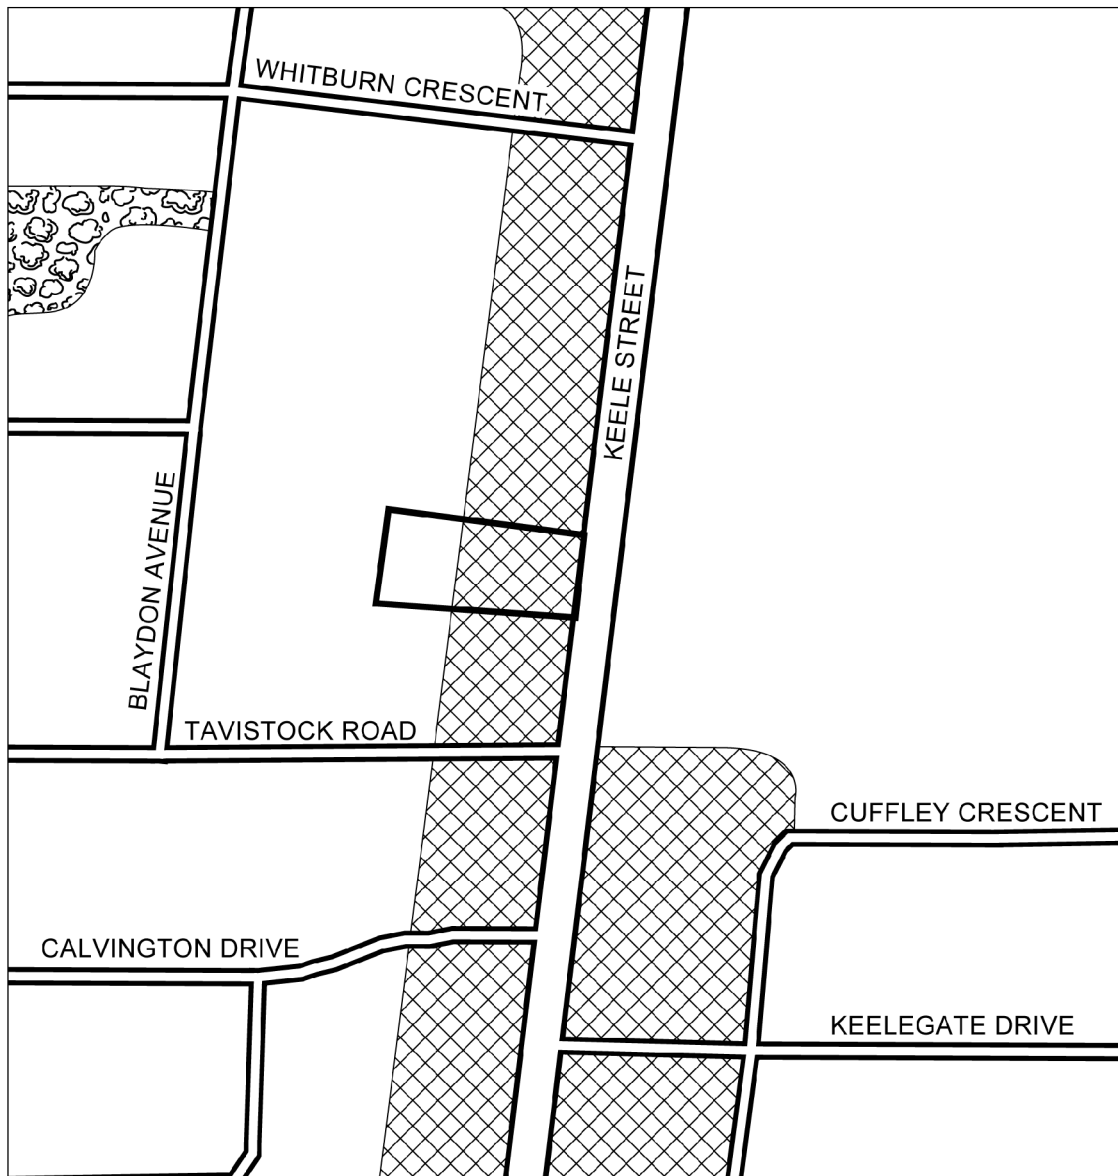 WHITBURN CRESCENT
KEELE STREET
BLAYDON AVENUE
TAVISTOCK ROAD
CUFFLEY CRESCENT
CALVINGTON DRIVE
KEELEGATE DRIVE